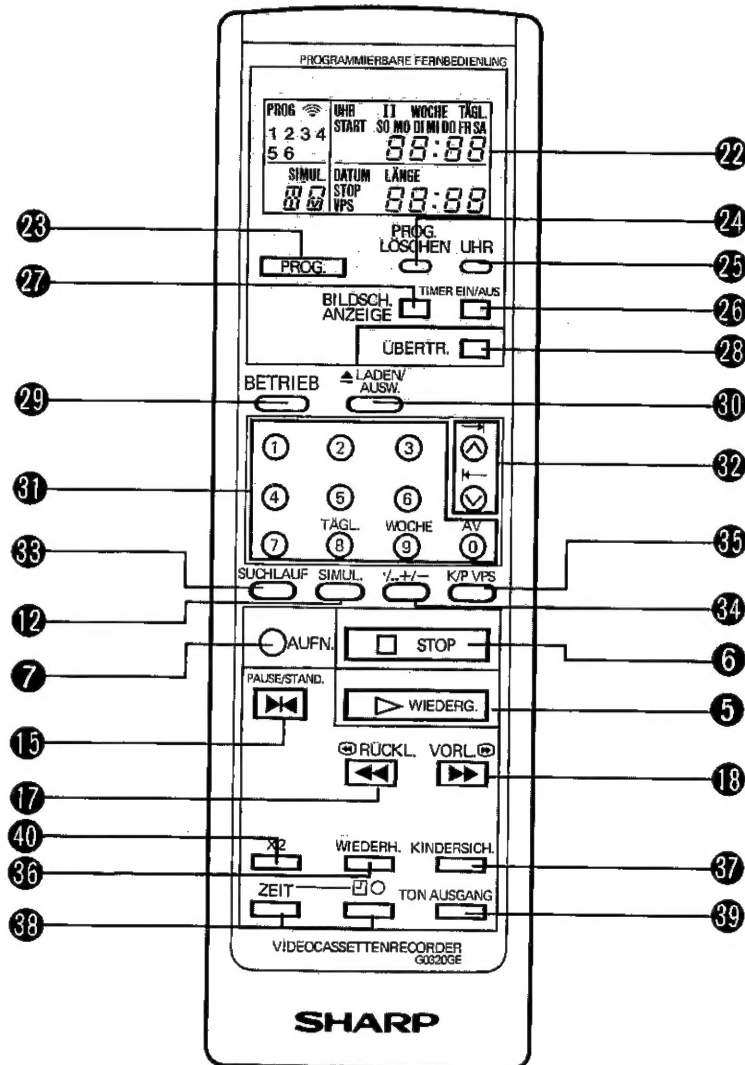 PROGRAMMIERBARE FERNBEDIENUNG
PROG UHR II WOCHE TÄGL.
START SO MO DI MI DO FR SA
1 2 3 4
5 6
88:88
22
SIMUL. DATUM LÄNGE
STOP
VPS
88 88:88
23
24
PROG.
LÖSCHEN UHR
PROG.
25
27
BILDSCH.
ANZEIGE
TIMER EIN/AUS
26
ÜBERTR.
28
BETRIEB
LADEN/
AUSW.
29
30
1 2 3
31
32
4 5 6
TÄGL. WOCHE AV
7 8 9 0
33
35
SUCHLAUF SIMUL. -/--+/− K/P VPS
12
34
7
AUFN.
STOP
6
PAUSE/STAND.
WIEDERG.
5
15
RÜCKL. VORL.
17
18
40
X2 WIEDERH. KINDERSICH.
36
37
ZEIT
TON AUSGANG
38
39
VIDEOCASSETTENRECORDER
G0320GE
SHARP